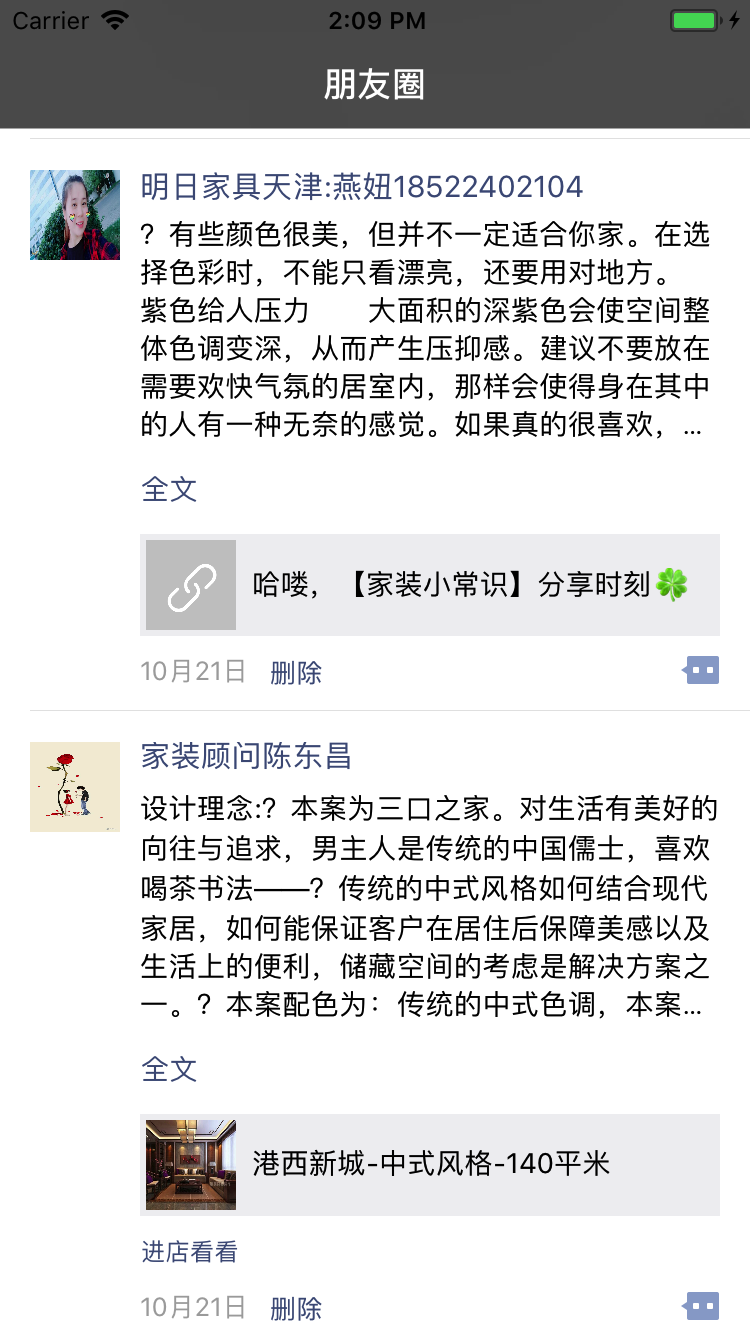 Carrier
2:09 PM
朋友圈
明日家具天津:燕妞18522402104
？有些颜色很美，但并不一定适合你家。在选
择色彩时，不能只看漂亮，还要用对地方。
紫色给人压力　　大面积的深紫色会使空间整
体色调变深，从而产生压抑感。建议不要放在
需要欢快气氛的居室内，那样会使得身在其中
的人有一种无奈的感觉。如果真的很喜欢，...
全文
哈喽，【家装小常识】分享时刻🍀
10月21日 删除
家装顾问陈东昌
设计理念:？本案为三口之家。对生活有美好的
向往与追求，男主人是传统的中国儒士，喜欢
喝茶书法——？传统的中式风格如何结合现代
家居，如何能保证客户在居住后保障美感以及
生活上的便利，储藏空间的考虑是解决方案之
一。？本案配色为：传统的中式色调，本案...
全文
港西新城-中式风格-140平米
进店看看
10月21日 删除